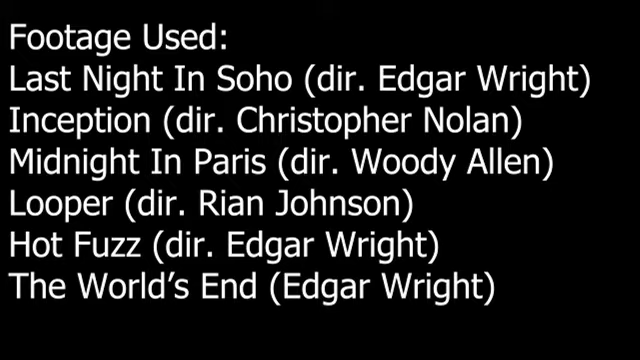 Footage Used:
Last Night In Soho (dir. Edgar Wright)
Inception (dir. Christopher Nolan)
Midnight In Paris (dir. Woody Allen)
Looper (dir. Rian Johnson)
Hot Fuzz (dir. Edgar Wright)
The World’s End (Edgar Wright)